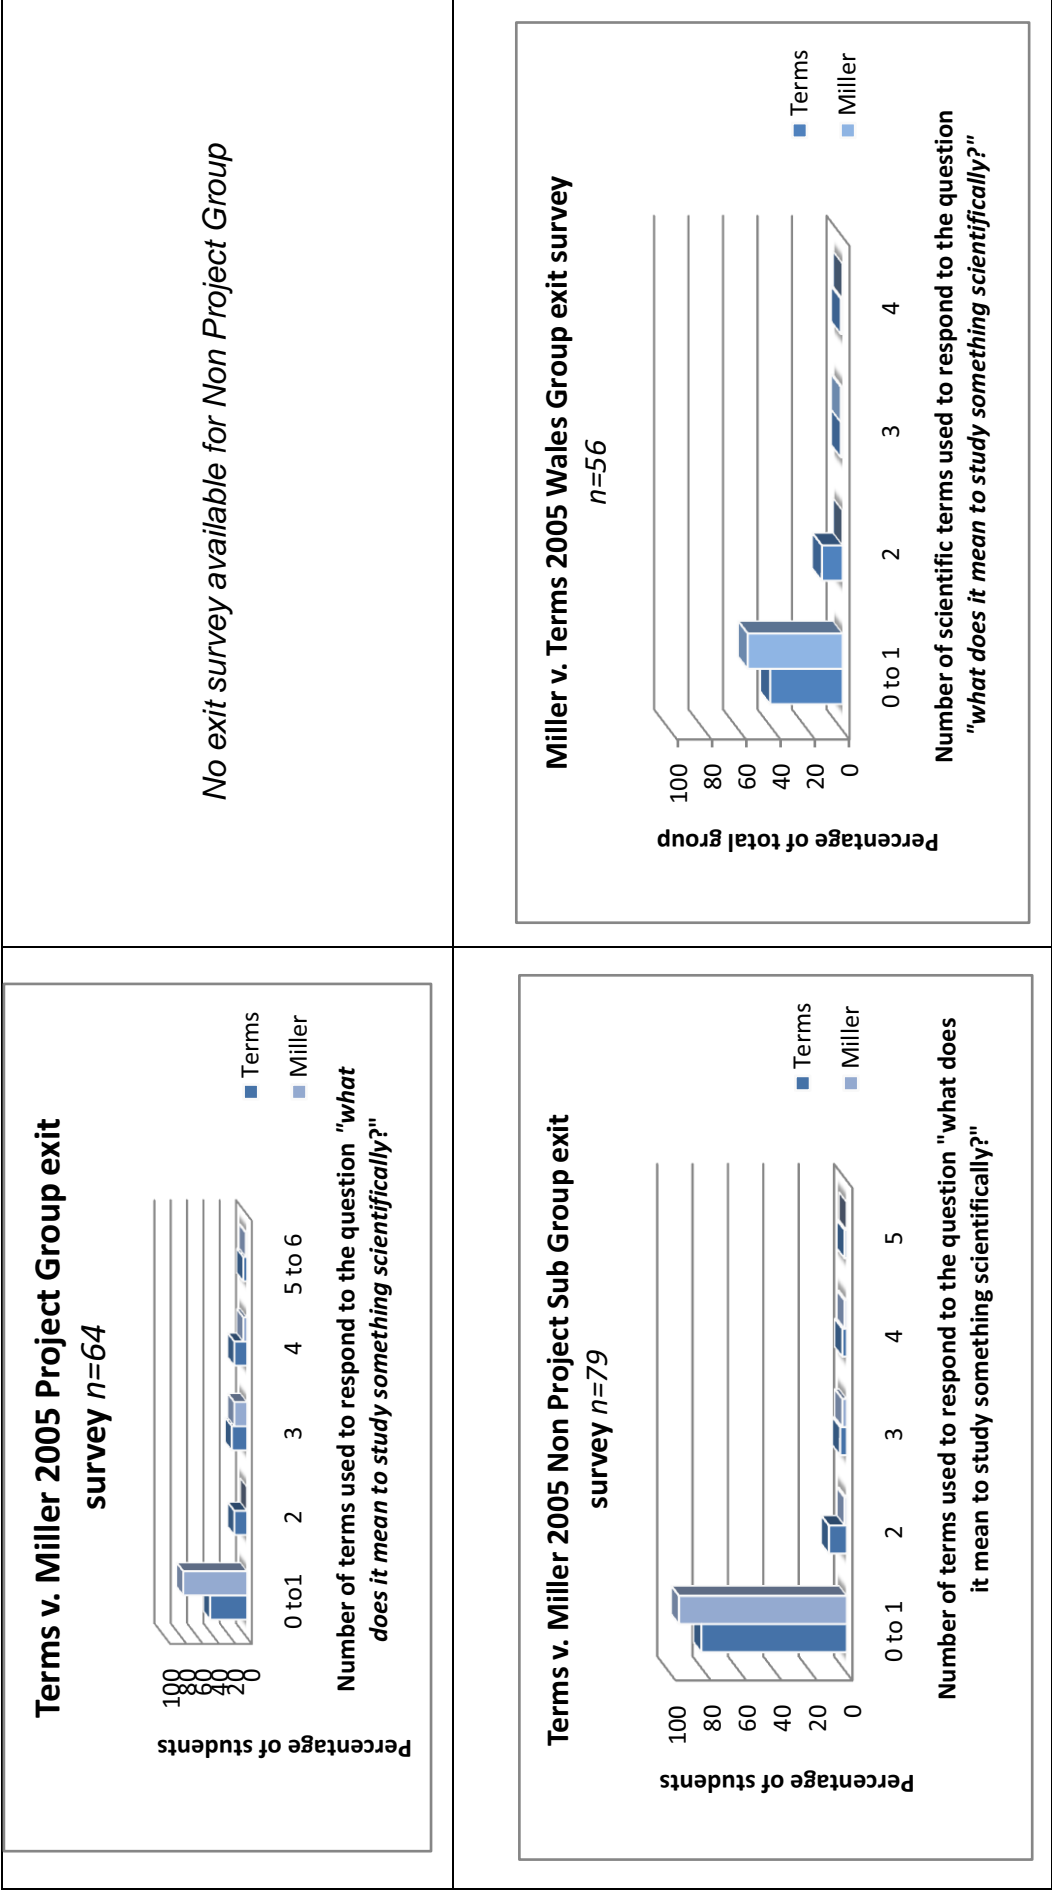 Terms v. Miller 2005 Project Group exit
survey n=64
Percentage of students
100
80
60
40
20
0
0 to1
2
3
4
5 to 6
Terms
Miller
Number of terms used to respond to the question "what
does it mean to study something scientifically?"
No exit survey available for Non Project Group
Terms v. Miller 2005 Non Project Sub Group exit
survey n=79
Percentage of students
100
80
60
40
20
0
0 to 1
2
3
4
5
Terms
Miller
Number of terms used to respond to the question "what does
it mean to study something scientifically?"
Miller v. Terms 2005 Wales Group exit survey
n=56
Percentage of total group
100
80
60
40
20
0
0 to 1
2
3
4
Terms
Miller
Number of scientific terms used to respond to the question
"what does it mean to study something scientifically?"